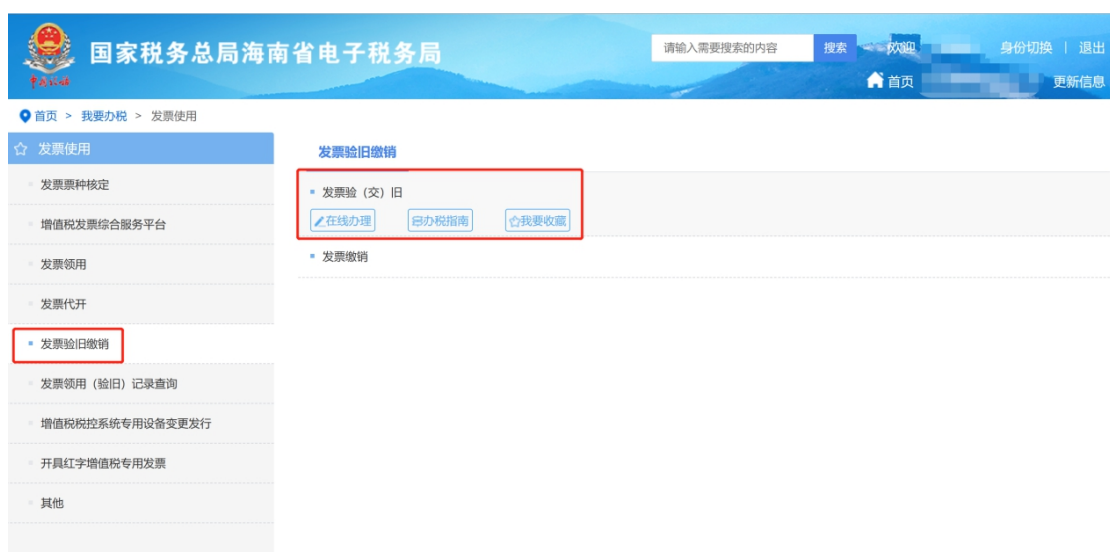 国家税务总局海南省电子税务局
请输入需要搜索的内容 搜索 欢迎 身份切换 | 退出
中国税务
首页 更新信息
首页 > 我要办税 > 发票使用
发票使用
发票验旧缴销
发票票种核定
发票验（交）旧
增值税发票综合服务平台
在线办理 办税指南 我要收藏
发票领用
发票缴销
发票代开
发票验旧缴销
发票领用（验旧）记录查询
增值税税控系统专用设备变更发行
开具红字增值税专用发票
其他